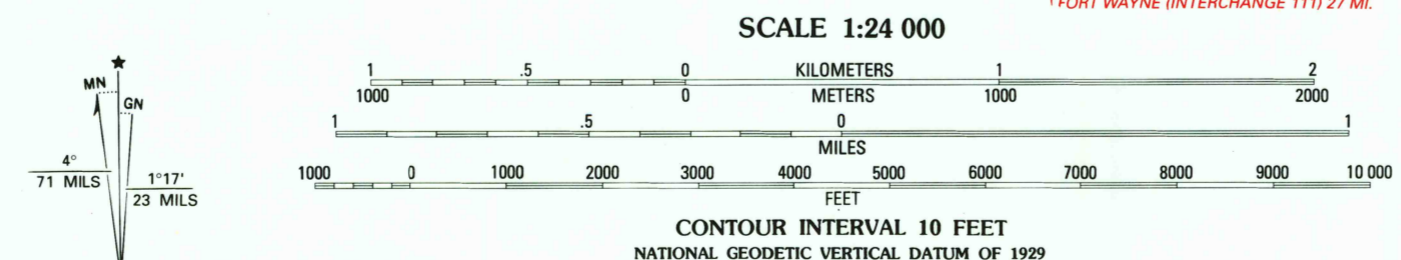 FORT WAYNE (INTERCHANGE 111) 27 MI.
SCALE 1:24 000
1 .5 0 KILOMETERS 1 2
1000 0 METERS 1000 2000
1 .5 0 1
MILES
1000 0 1000 2000 3000 4000 5000 6000 7000 8000 9000 10 000
FEET
CONTOUR INTERVAL 10 FEET
NATIONAL GEODETIC VERTICAL DATUM OF 1929
★
MN
GN
4°
71 MILS
1°17'
23 MILS